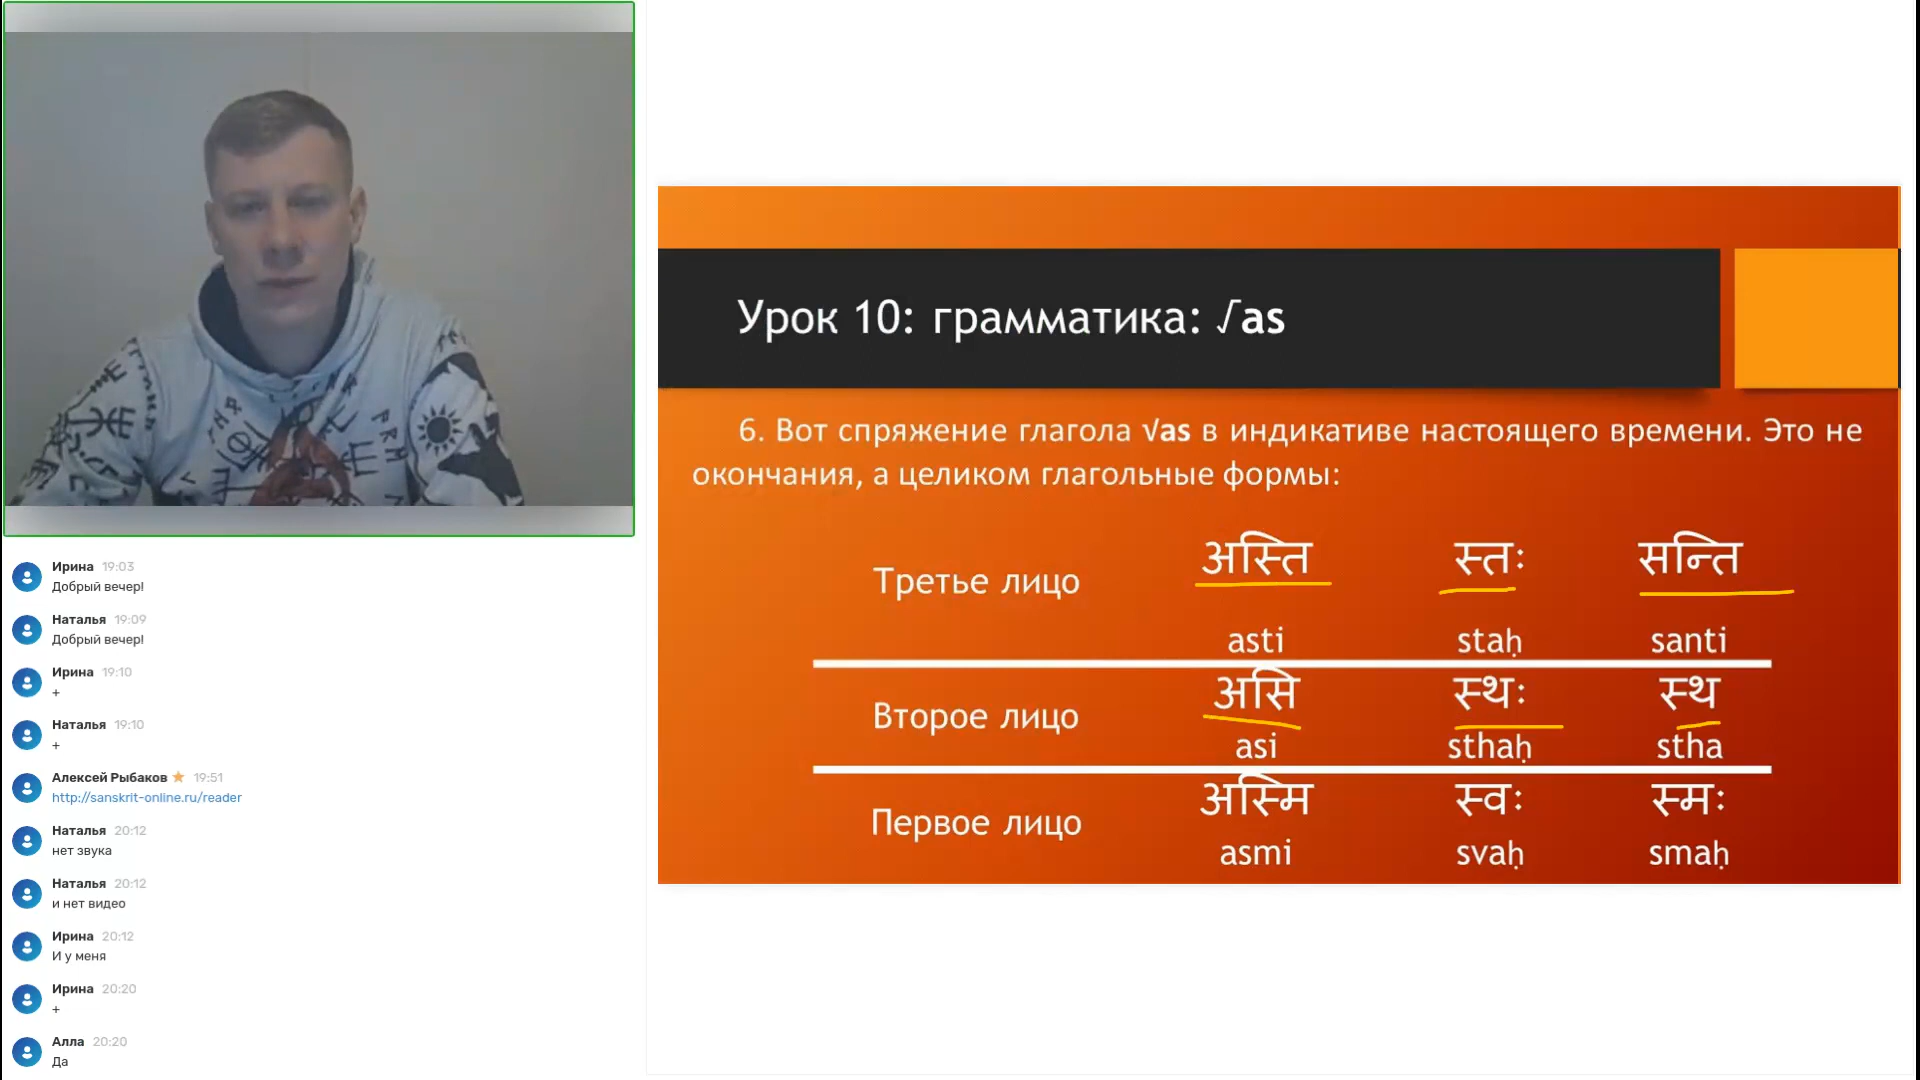 Ирина 19:03
Добрый вечер!
Наталья 19:09
Добрый вечер!
Ирина 19:10
+
Наталья 19:10
+
Алексей Рыбаков 19:51
http://sanskrit-online.ru/reader
Наталья 20:12
нет звука
Наталья 20:12
и нет видео
Ирина 20:12
И у меня
Ирина 20:20
+
Алла 20:20
Да
Урок 10: грамматика: √as
6. Вот спряжение глагола √as в индикативе настоящего времени. Это не
окончания, а целиком глагольные формы:
Третье лицо अस्ति स्तः सन्ति
asti staḥ santi
Второе лицо असि स्थः स्थ
asi sthaḥ stha
Первое лицо अस्मि स्वः स्मः
asmi svaḥ smaḥ